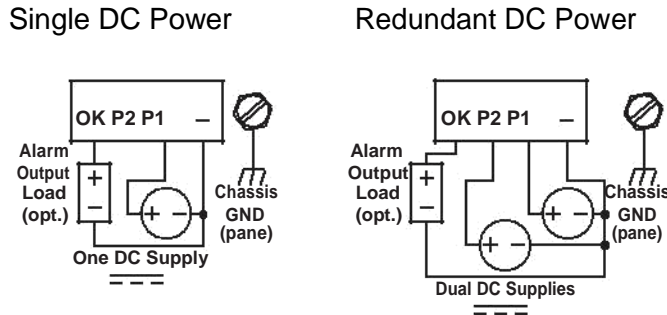 Single DC Power
OK P2 P1 –
Alarm
Output
Load
(opt.)
+
–
+ –
Chassis
GND
(pane)
One DC Supply
Redundant DC Power
OK P2 P1 –
Alarm
Output
Load
(opt.)
+
–
+ –
+ –
Chassis
GND
(pane)
Dual DC Supplies